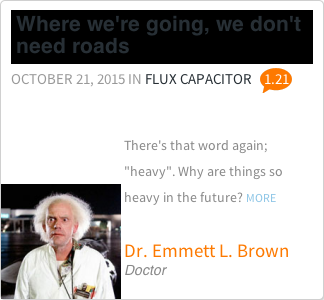 Where we're going, we don't
need roads
OCTOBER 21, 2015 IN FLUX CAPACITOR 1.21
There's that word again;
"heavy". Why are things so
heavy in the future? MORE
Dr. Emmett L. Brown
Doctor